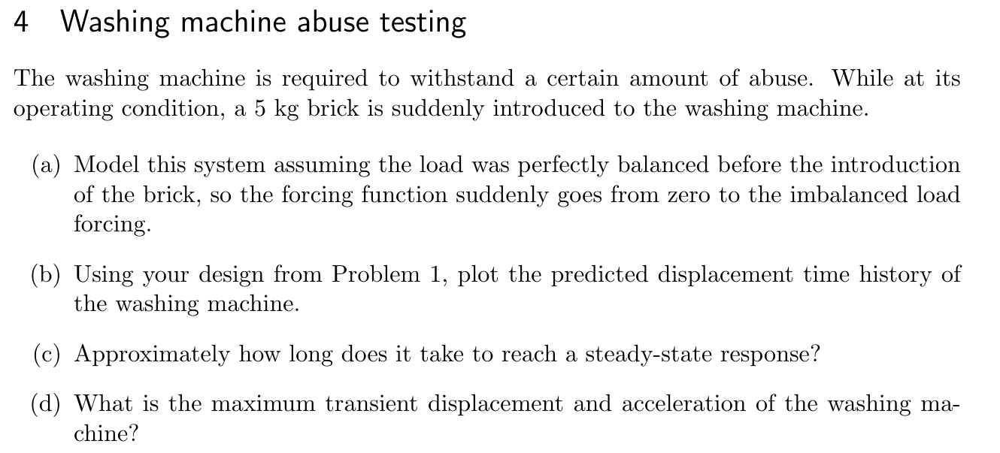 4 Washing machine abuse testing
The washing machine is required to withstand a certain amount of abuse. While at its
operating condition, a 5 kg brick is suddenly introduced to the washing machine.
(a) Model this system assuming the load was perfectly balanced before the introduction
of the brick, so the forcing function suddenly goes from zero to the imbalanced load
forcing.
(b) Using your design from Problem 1, plot the predicted displacement time history of
the washing machine.
(c) Approximately how long does it take to reach a steady-state response?
(d) What is the maximum transient displacement and acceleration of the washing ma-
chine?